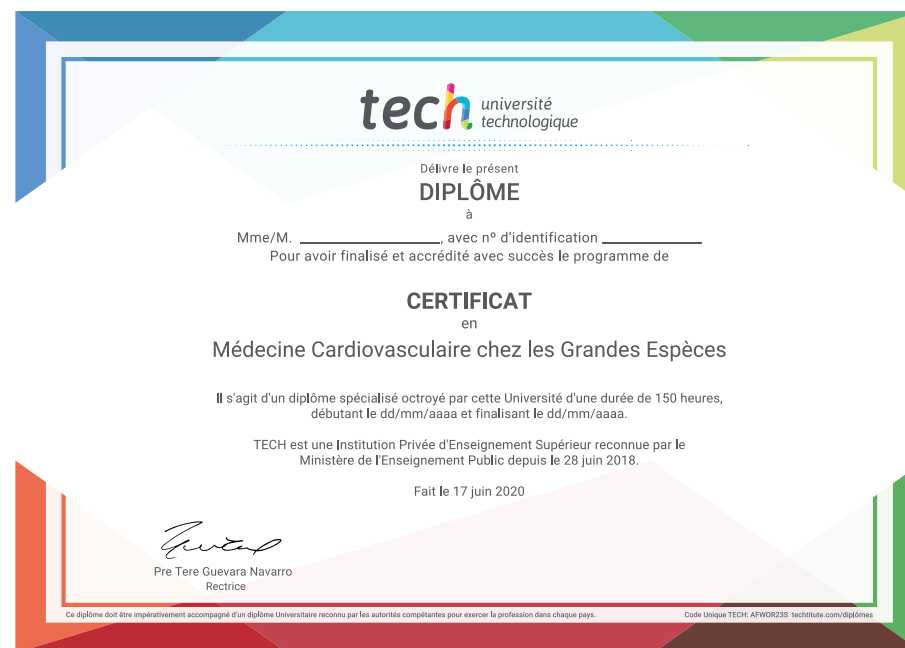 tech université
technologique
Délivre le présent
DIPLÔME
à
Mme/M. ____________________, avec nº d'identification ______________
Pour avoir finalisé et accrédité avec succès le programme de
CERTIFICAT
en
Médecine Cardiovasculaire chez les Grandes Espèces
Il s'agit d'un diplôme spécialisé octroyé par cette Université d'une durée de 150 heures,
débutant le dd/mm/aaaa et finalisant le dd/mm/aaaa.
TECH est une Institution Privée d'Enseignement Supérieur reconnue par le
Ministère de l'Enseignement Public depuis le 28 juin 2018.
Fait le 17 juin 2020
Pre Tere Guevara Navarro
Rectrice
Ce diplôme doit être impérativement accompagné d'un diplôme Universitaire reconnu par les autorités compétantes pour exercer la profession dans chaque pays.
Code Unique TECH: AFWOR23S techtitute.com/diplômes